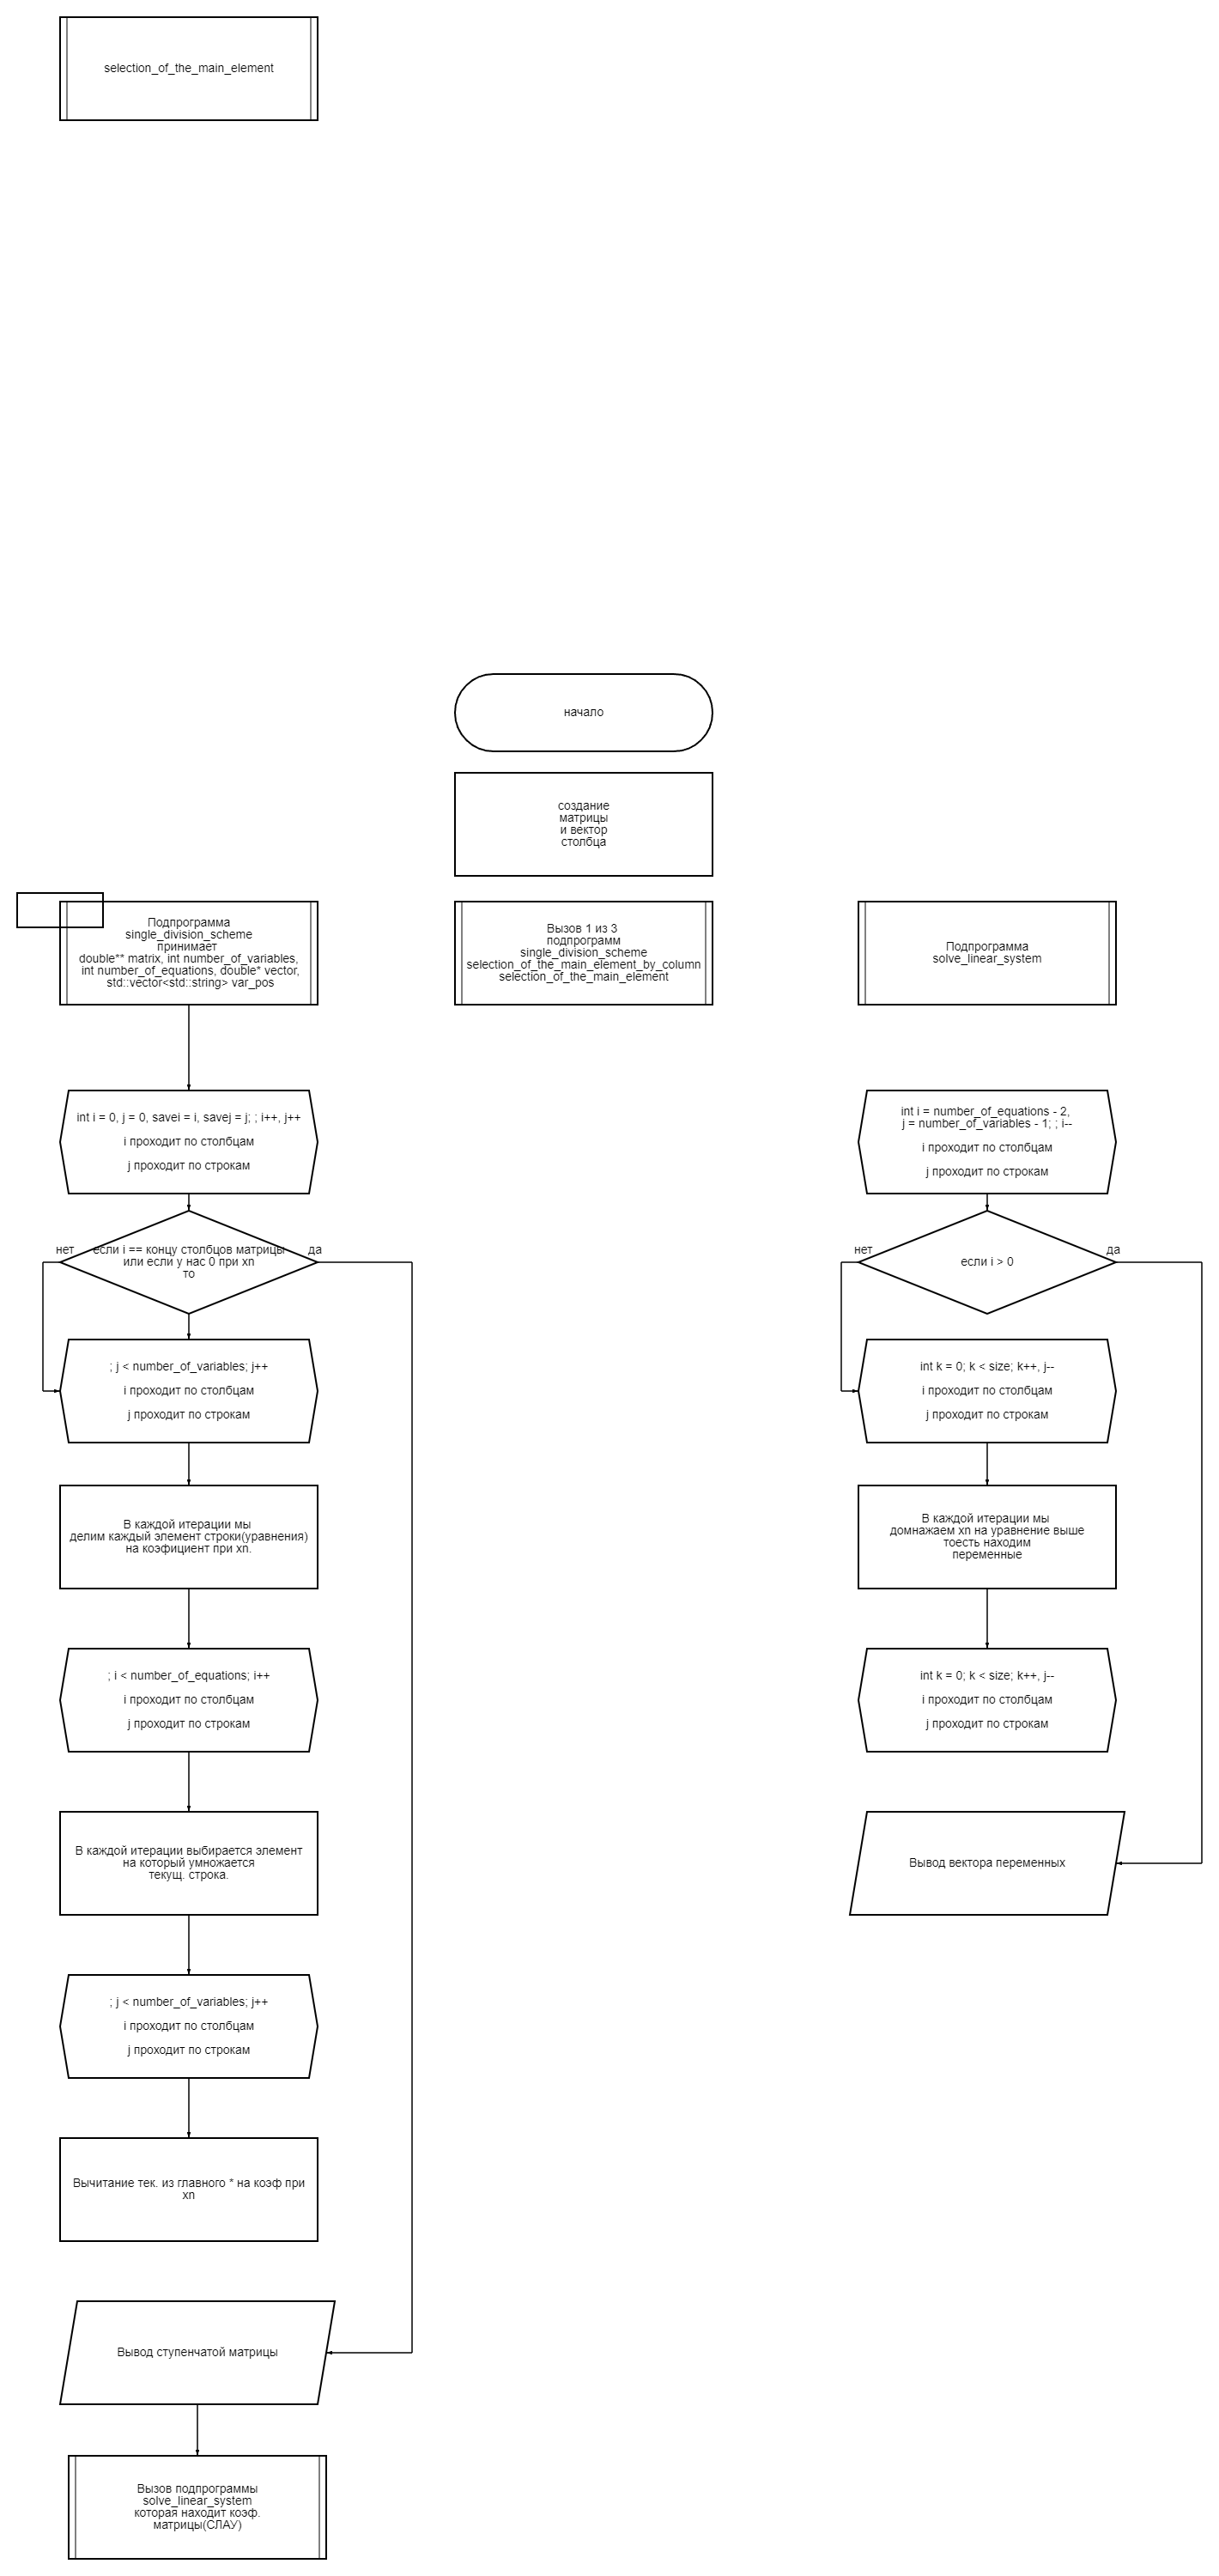 selection_of_the_main_element
начало
создание
матрицы
и вектор
столбца
Подпрограмма
single_division_scheme
принимает
double** matrix, int number_of_variables,
int number_of_equations, double* vector,
std::vector<std::string> var_pos
Вызов 1 из 3
подпрограмм
single_division_scheme
selection_of_the_main_element_by_column
selection_of_the_main_element
Подпрограмма
solve_linear_system
int i = 0, j = 0, savei = i, savej = j; ; i++, j++
i проходит по столбцам
j проходит по строкам
нет
если i == концу столбцов матрицы
или если у нас 0 при xn
то
да
; j < number_of_variables; j++
i проходит по столбцам
j проходит по строкам
В каждой итерации мы
делим каждый элемент строки(уравнения)
на коэфициент при xn.
; i < number_of_equations; i++
i проходит по столбцам
j проходит по строкам
В каждой итерации выбирается элемент
на который умножается
текущ. строка.
; j < number_of_variables; j++
i проходит по столбцам
j проходит по строкам
Вычитание тек. из главного * на коэф при
xn
Вывод ступенчатой матрицы
Вызов подпрограммы
solve_linear_system
которая находит коэф.
матрицы(СЛАУ)
int i = number_of_equations - 2,
j = number_of_variables - 1; ; i--
i проходит по столбцам
j проходит по строкам
нет
если i > 0
да
int k = 0; k < size; k++, j--
i проходит по столбцам
j проходит по строкам
В каждой итерации мы
домнажаем xn на уравнение выше
тоесть находим
переменные
int k = 0; k < size; k++, j--
i проходит по столбцам
j проходит по строкам
Вывод вектора переменных